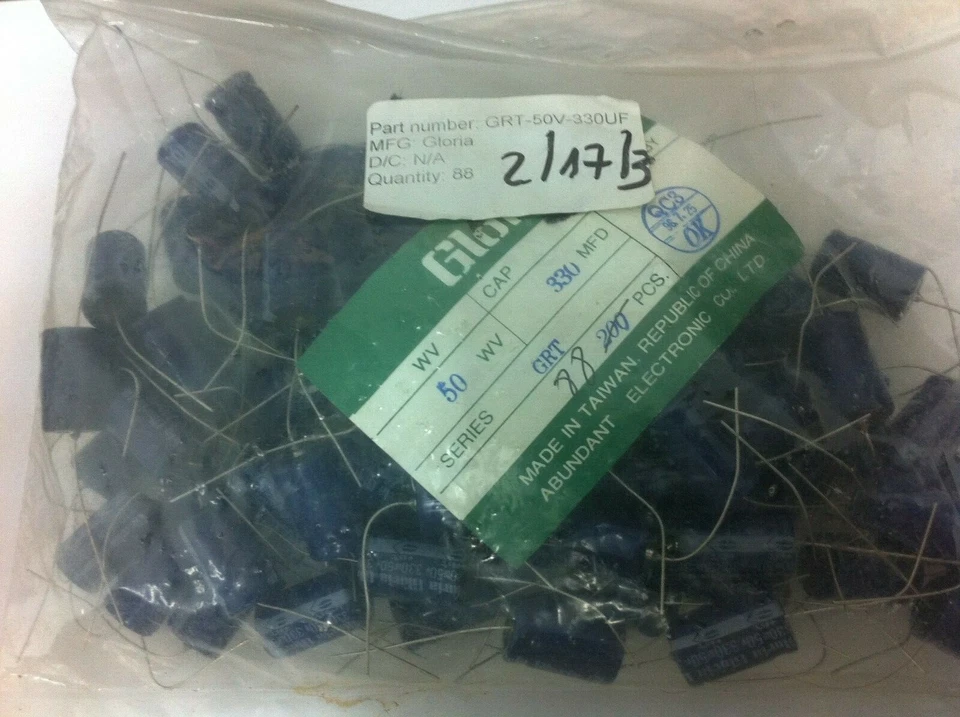 Part number: GRT-50V-330UF
MFG: Gloria
D/C: N/A
Quantity: 88
2/17/3
QC3
OK
CAP
330 MFD
WV
50 WV
SERIES
GRT
88 200 PCS.
MADE IN TAIWAN. REPUBLIC OF CHINA
ABUNDANT ELECTRONIC CO., LTD